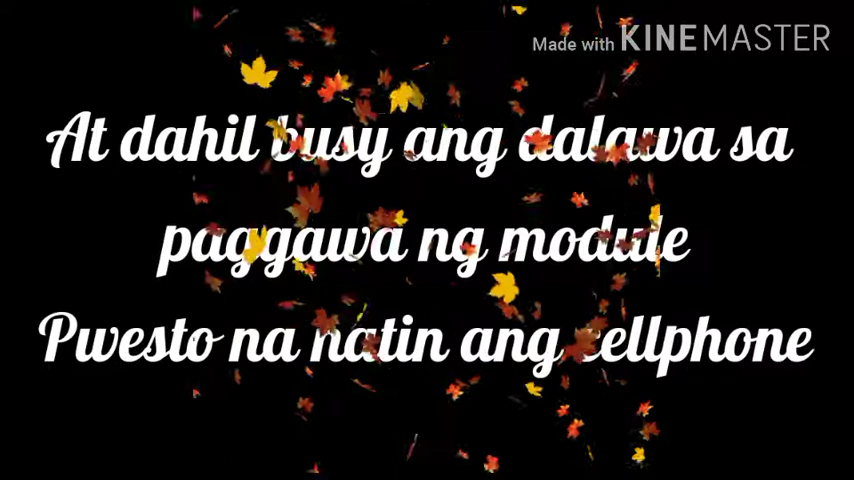 Made with KINEMASTER
At dahil busy ang dalawa sa
paggawa ng module
Pwesto na natin ang cellphone